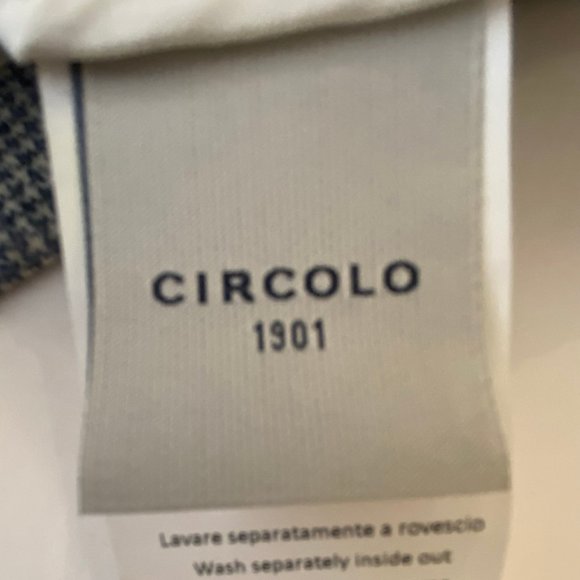 CIRCOLO
1901
Lavare separatamente a rovescio
Wash separately inside out